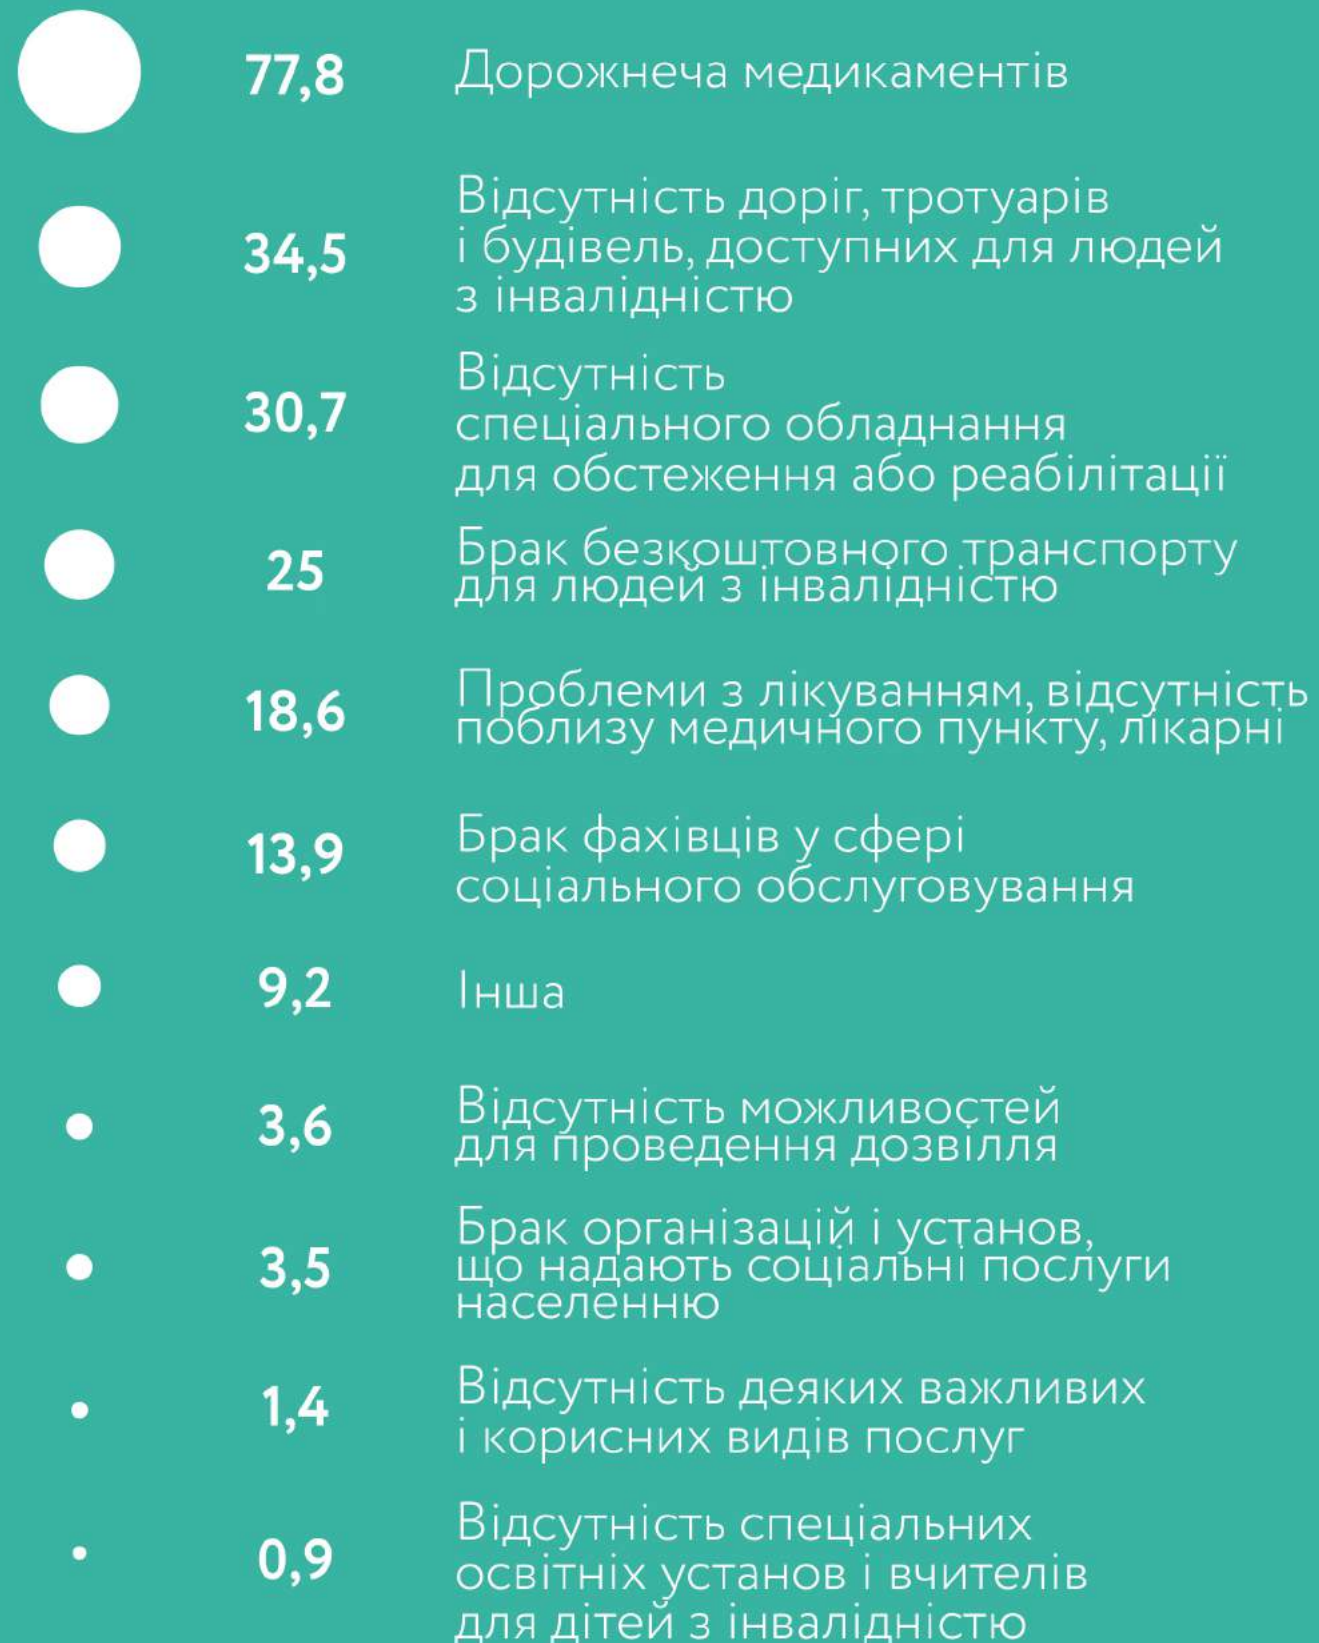 77,8 Дорожнеча медикаментів
34,5 Відсутність доріг, тротуарів
і будівель, доступних для людей
з інвалідністю
30,7 Відсутність
спеціального обладнання
для обстеження або реабілітації
25 Брак безкоштовного транспорту
для людей з інвалідністю
18,6 Проблеми з лікуванням, відсутність
поблизу медичного пункту, лікарні
13,9 Брак фахівців у сфері
соціального обслуговування
9,2 Інша
3,6 Відсутність можливостей
для проведення дозвілля
3,5 Брак організацій і установ,
що надають соціальні послуги
населенню
1,4 Відсутність деяких важливих
і корисних видів послуг
0,9 Відсутність спеціальних
освітніх установ і вчителів
для дітей з інвалідністю